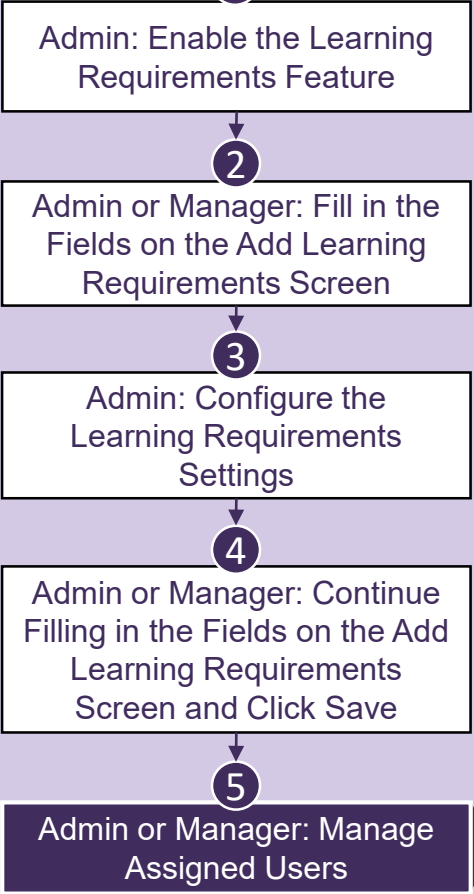 Admin: Enable the Learning
Requirements Feature
2
Admin or Manager: Fill in the
Fields on the Add Learning
Requirements Screen
3
Admin: Configure the
Learning Requirements
Settings
4
Admin or Manager: Continue
Filling in the Fields on the Add
Learning Requirements
Screen and Click Save
5
Admin or Manager: Manage
Assigned Users